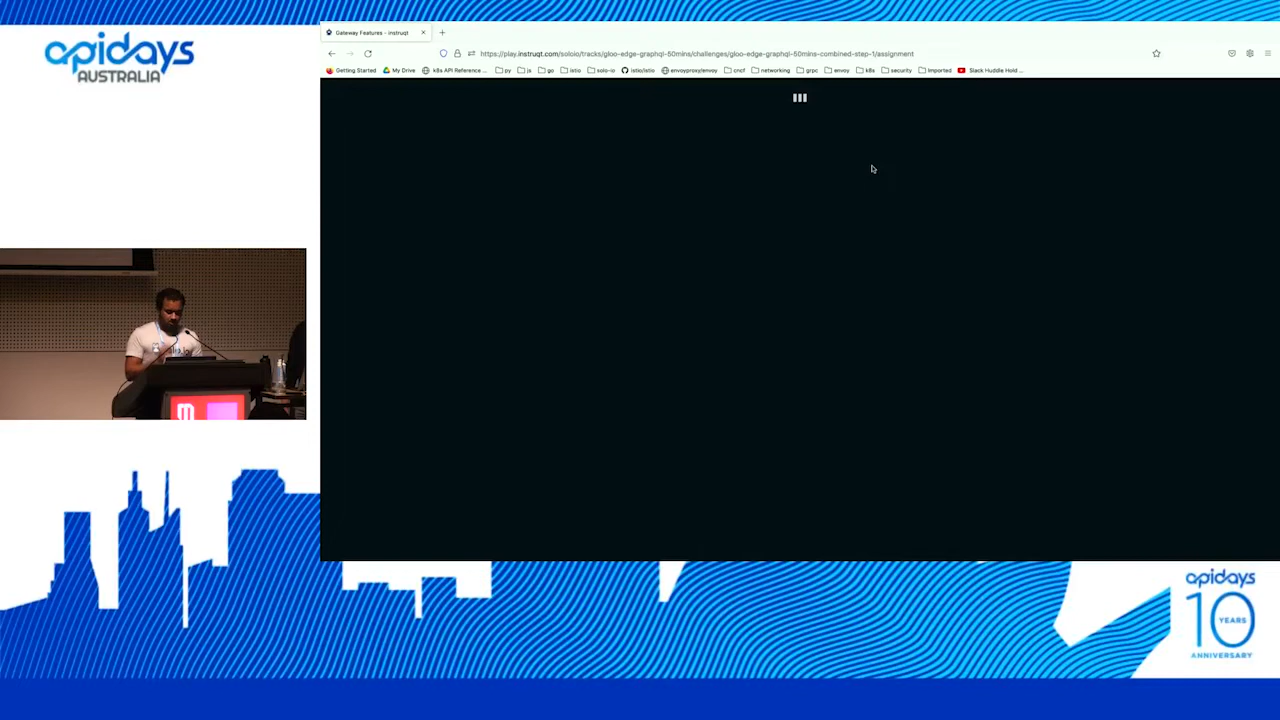 apidays
AUSTRALIA
Gateway Features - Instruqt
https://play.instruqt.com/soloio/tracks/gloo-edge-graphql-50mins/challenges/gloo-edge-graphql-50mins-combined-step-1/assignment
Getting Started
My Drive
k8s API Reference ...
py
js
go
istio
solo-io
istio/istio
envoyproxy/envoy
cncf
networking
grpc
envoy
k8s
security
Imported
Slack Huddle Hold ...
apidays
10
YEARS
ANNIVERSARY